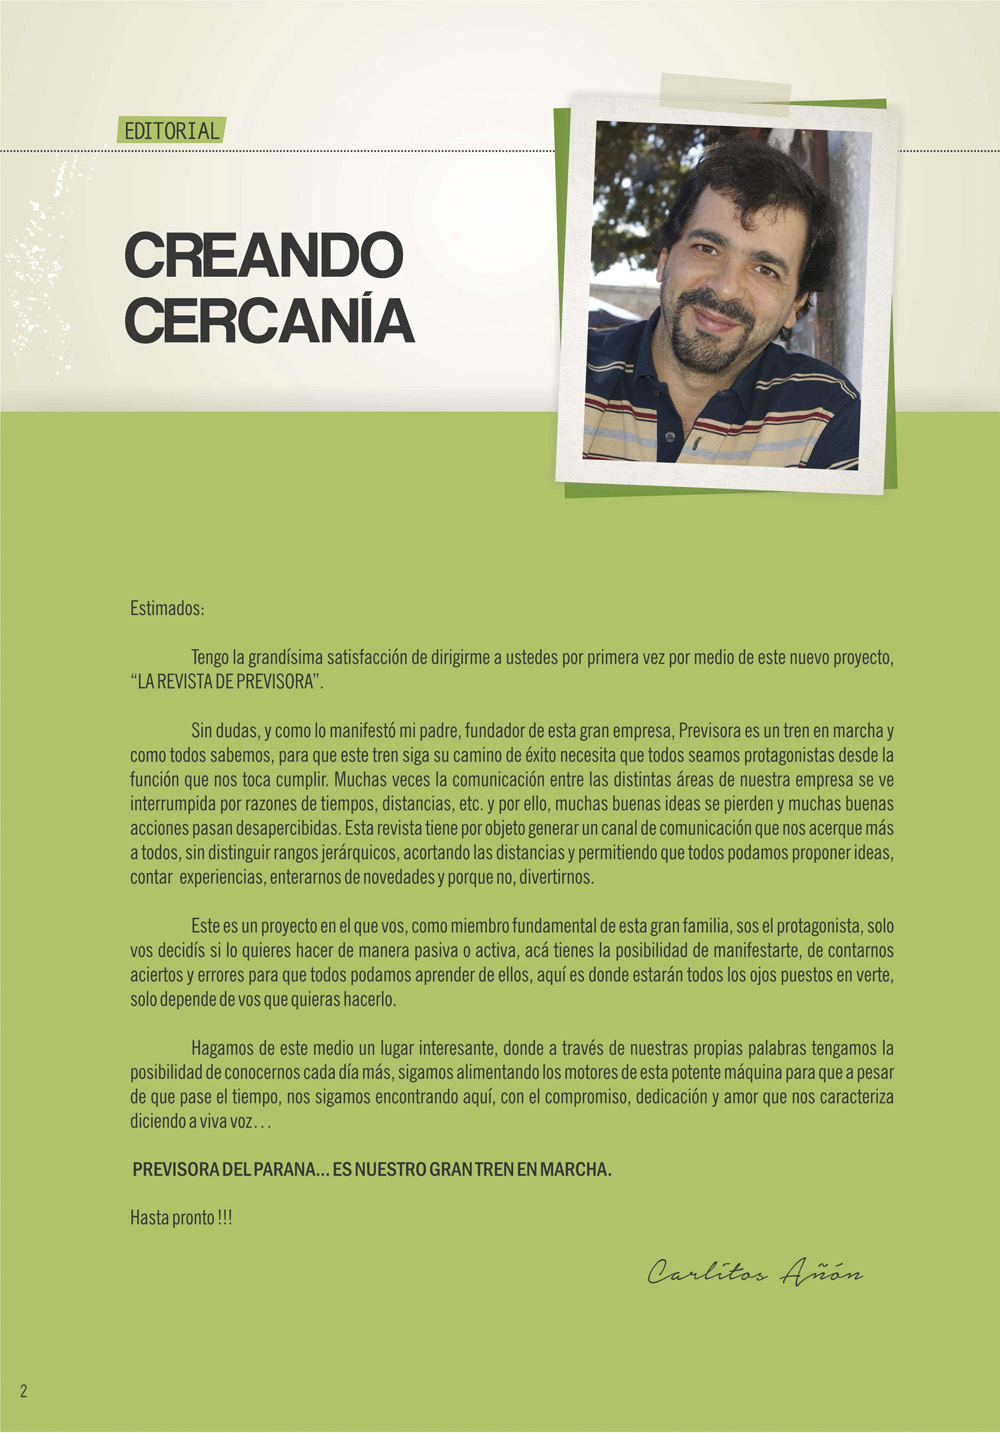 EDITORIAL
CREANDO
CERCANÍA
Estimados:
Tengo la grandísima satisfacción de dirigirme a ustedes por primera vez por medio de este nuevo proyecto,
“LA REVISTA DE PREVISORA”.
Sin dudas, y como lo manifestó mi padre, fundador de esta gran empresa, Previsora es un tren en marcha y
como todos sabemos, para que este tren siga su camino de éxito necesita que todos seamos protagonistas desde la
función que nos toca cumplir. Muchas veces la comunicación entre las distintas áreas de nuestra empresa se ve
interrumpida por razones de tiempos, distancias, etc. y por ello, muchas buenas ideas se pierden y muchas buenas
acciones pasan desapercibidas. Esta revista tiene por objeto generar un canal de comunicación que nos acerque más
a todos, sin distinguir rangos jerárquicos, acortando las distancias y permitiendo que todos podamos proponer ideas,
contar  experiencias, enterarnos de novedades y porque no, divertirnos.
Este es un proyecto en el que vos, como miembro fundamental de esta gran familia, sos el protagonista, solo
vos decidís si lo quieres hacer de manera pasiva o activa, acá tienes la posibilidad de manifestarte, de contarnos
aciertos y errores para que todos podamos aprender de ellos, aquí es donde estarán todos los ojos puestos en verte,
solo depende de vos que quieras hacerlo.
Hagamos de este medio un lugar interesante, donde a través de nuestras propias palabras tengamos la
posibilidad de conocernos cada día más, sigamos alimentando los motores de esta potente máquina para que a pesar
de que pase el tiempo, nos sigamos encontrando aquí, con el compromiso, dedicación y amor que nos caracteriza
diciendo a viva voz…
PREVISORA DEL PARANA... ES NUESTRO GRAN TREN EN MARCHA.
Hasta pronto !!!
Carlitos Añón
2